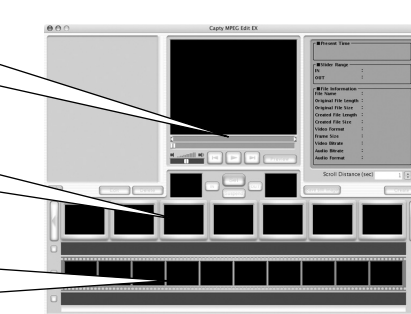 Capty MPEG Edit EX
Present Time
Slider Range
IN :
OUT :
File Information
File Name :
Original File Length :
Original File Size :
Created File Length :
Created File Size :
Video Format :
Frame Size :
Video Bitrate :
Audio Bitrate :
Audio Format :
Scroll Distance (sec) 1